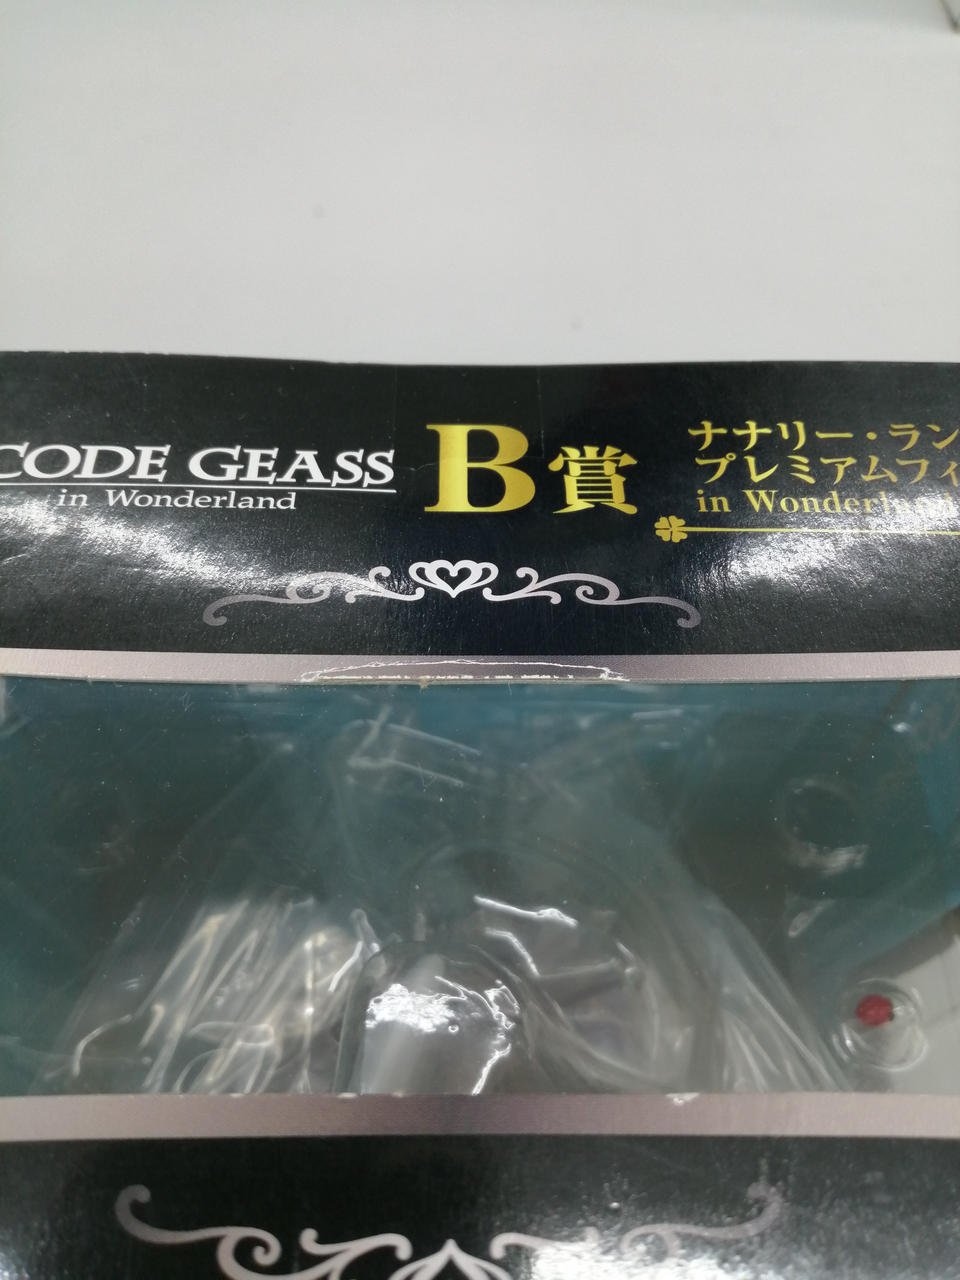 CODE GEASS
in Wonderland
B賞
ナナリー・ラン
プレミアムフィ
in Wonderland